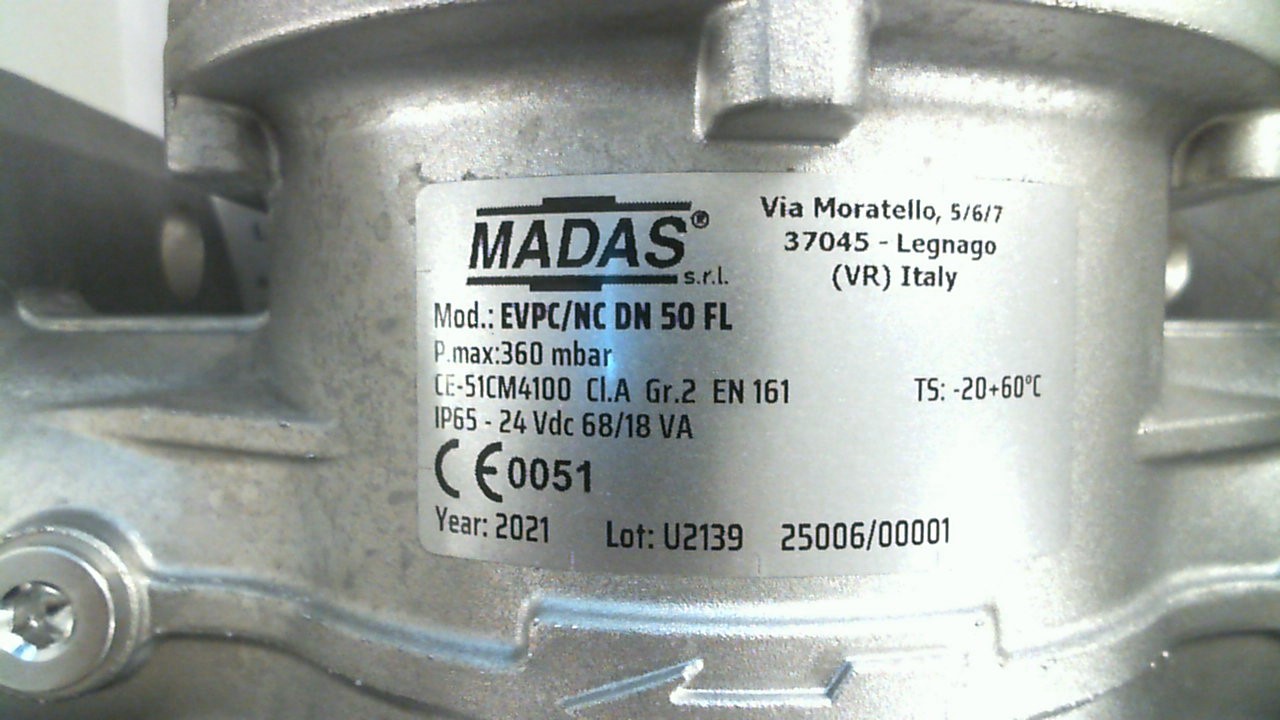 MADAS®
s.r.l.
Via Moratello, 5/6/7
37045 - Legnago
(VR) Italy
Mod.: EVPC/NC DN 50 FL
P.max:360 mbar
CE-51CM4100 Cl.A Gr.2 EN 161 TS: -20+60°C
IP65 - 24 Vdc 68/18 VA
CE0051
Year: 2021 Lot: U2139 25006/00001